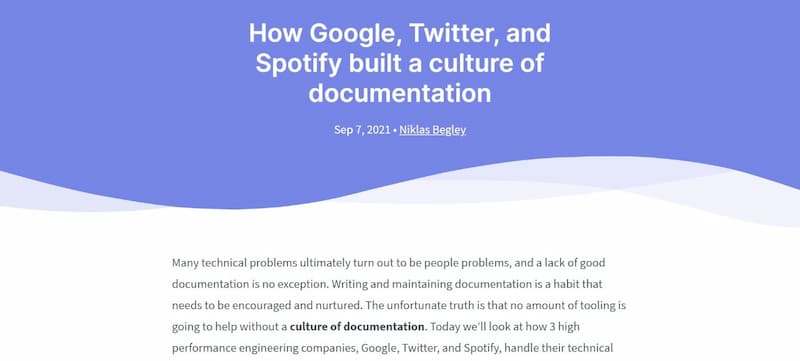 How Google, Twitter, and
Spotify built a culture of
documentation
Sep 7, 2021 • Niklas Begley
Many technical problems ultimately turn out to be people problems, and a lack of good
documentation is no exception. Writing and maintaining documentation is a habit that
needs to be encouraged and nurtured. The unfortunate truth is that no amount of tooling is
going to help without a culture of documentation. Today we'll look at how 3 high
performance engineering companies, Google, Twitter, and Spotify, handle their technical